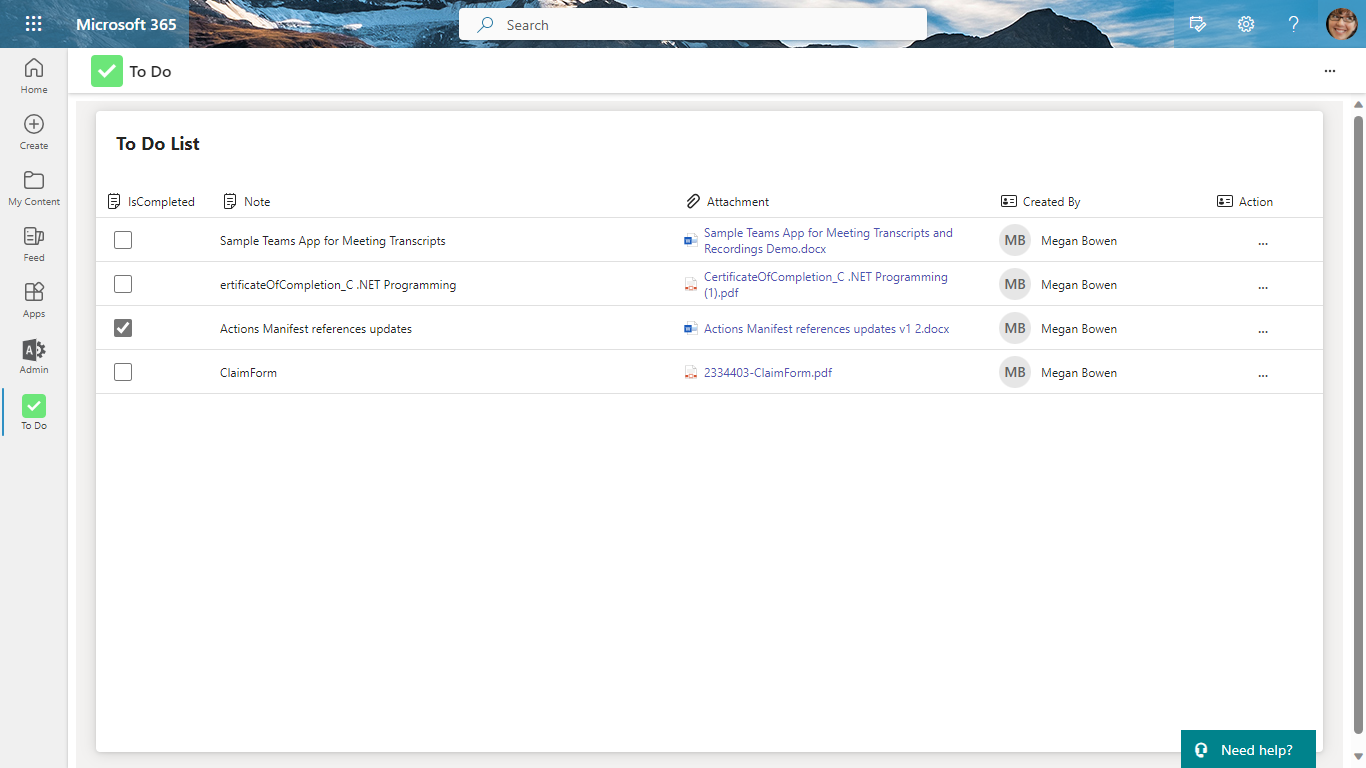 Microsoft 365
Search
?
Home
Create
My Content
Feed
Apps
Admin
To Do
To Do
...
To Do List
IsCompleted Note Attachment Created By Action
Sample Teams App for Meeting Transcripts
Sample Teams App for Meeting Transcripts and
Recordings Demo.docx
MB Megan Bowen ...
ertificateOfCompletion_C .NET Programming
CertificateOfCompletion_C .NET Programming
(1).pdf
MB Megan Bowen ...
Actions Manifest references updates Actions Manifest references updates v1 2.docx MB Megan Bowen ...
ClaimForm 2334403-ClaimForm.pdf MB Megan Bowen ...
Need help?